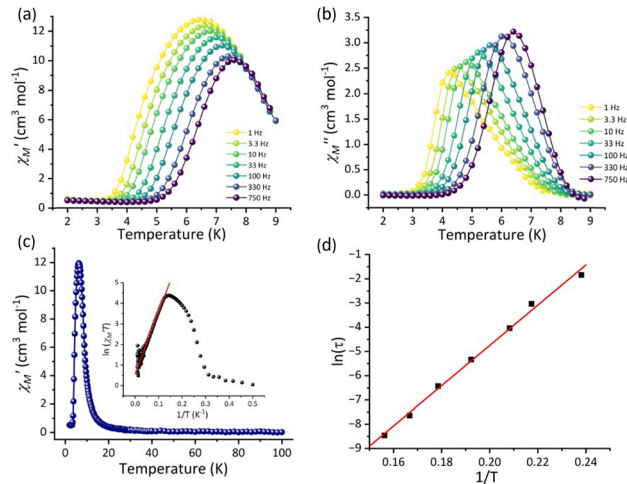 (a)
χM′ (cm³ mol⁻¹)
12
10
8
6
4
2
0
1 Hz
3.3 Hz
10 Hz
33 Hz
100 Hz
330 Hz
750 Hz
2 3 4 5 6 7 8 9
Temperature (K)
(b)
χM″ (cm³ mol⁻¹)
3.5
3.0
2.5
2.0
1.5
1.0
0.5
0.0
1 Hz
3.3 Hz
10 Hz
33 Hz
100 Hz
330 Hz
750 Hz
2 3 4 5 6 7 8 9
Temperature (K)
(c)
χM′ (cm³ mol⁻¹)
12
10
8
6
4
2
0
ln (χM′T)
5
4
3
2
1
0
0.0 0.1 0.2 0.3 0.4 0.5
1/T (K⁻¹)
0 20 40 60 80 100
Temperature (K)
(d)
ln(τ)
−1
−2
−3
−4
−5
−6
−7
−8
−9
0.16 0.18 0.20 0.22 0.24
1/T